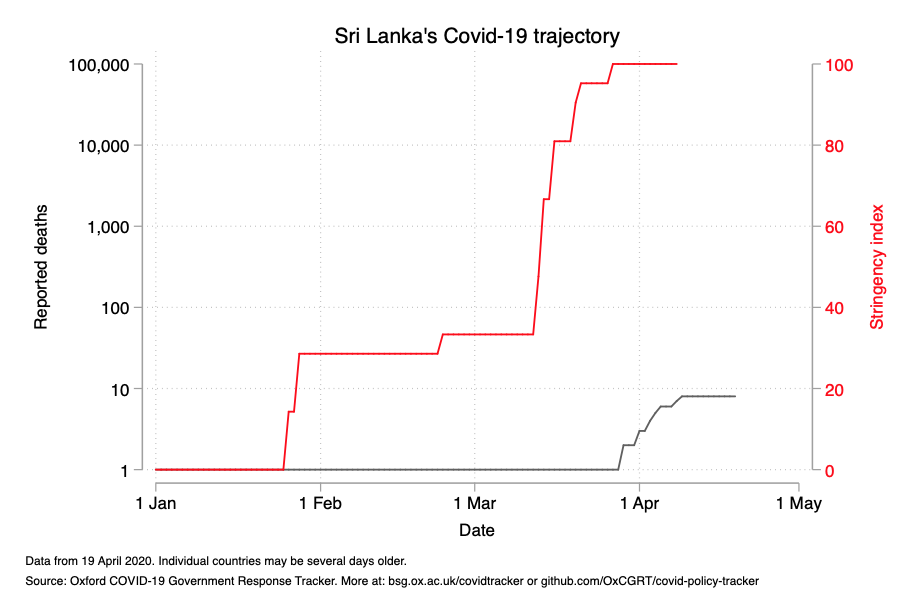 Sri Lanka's Covid-19 trajectory
100,000
10,000
1,000
100
10
1
Reported deaths
100
80
60
40
20
0
Stringency index
1 Jan
1 Feb
1 Mar
1 Apr
1 May
Date
Data from 19 April 2020. Individual countries may be several days older.
Source: Oxford COVID-19 Government Response Tracker. More at: bsg.ox.ac.uk/covidtracker or github.com/OxCGRT/covid-policy-tracker